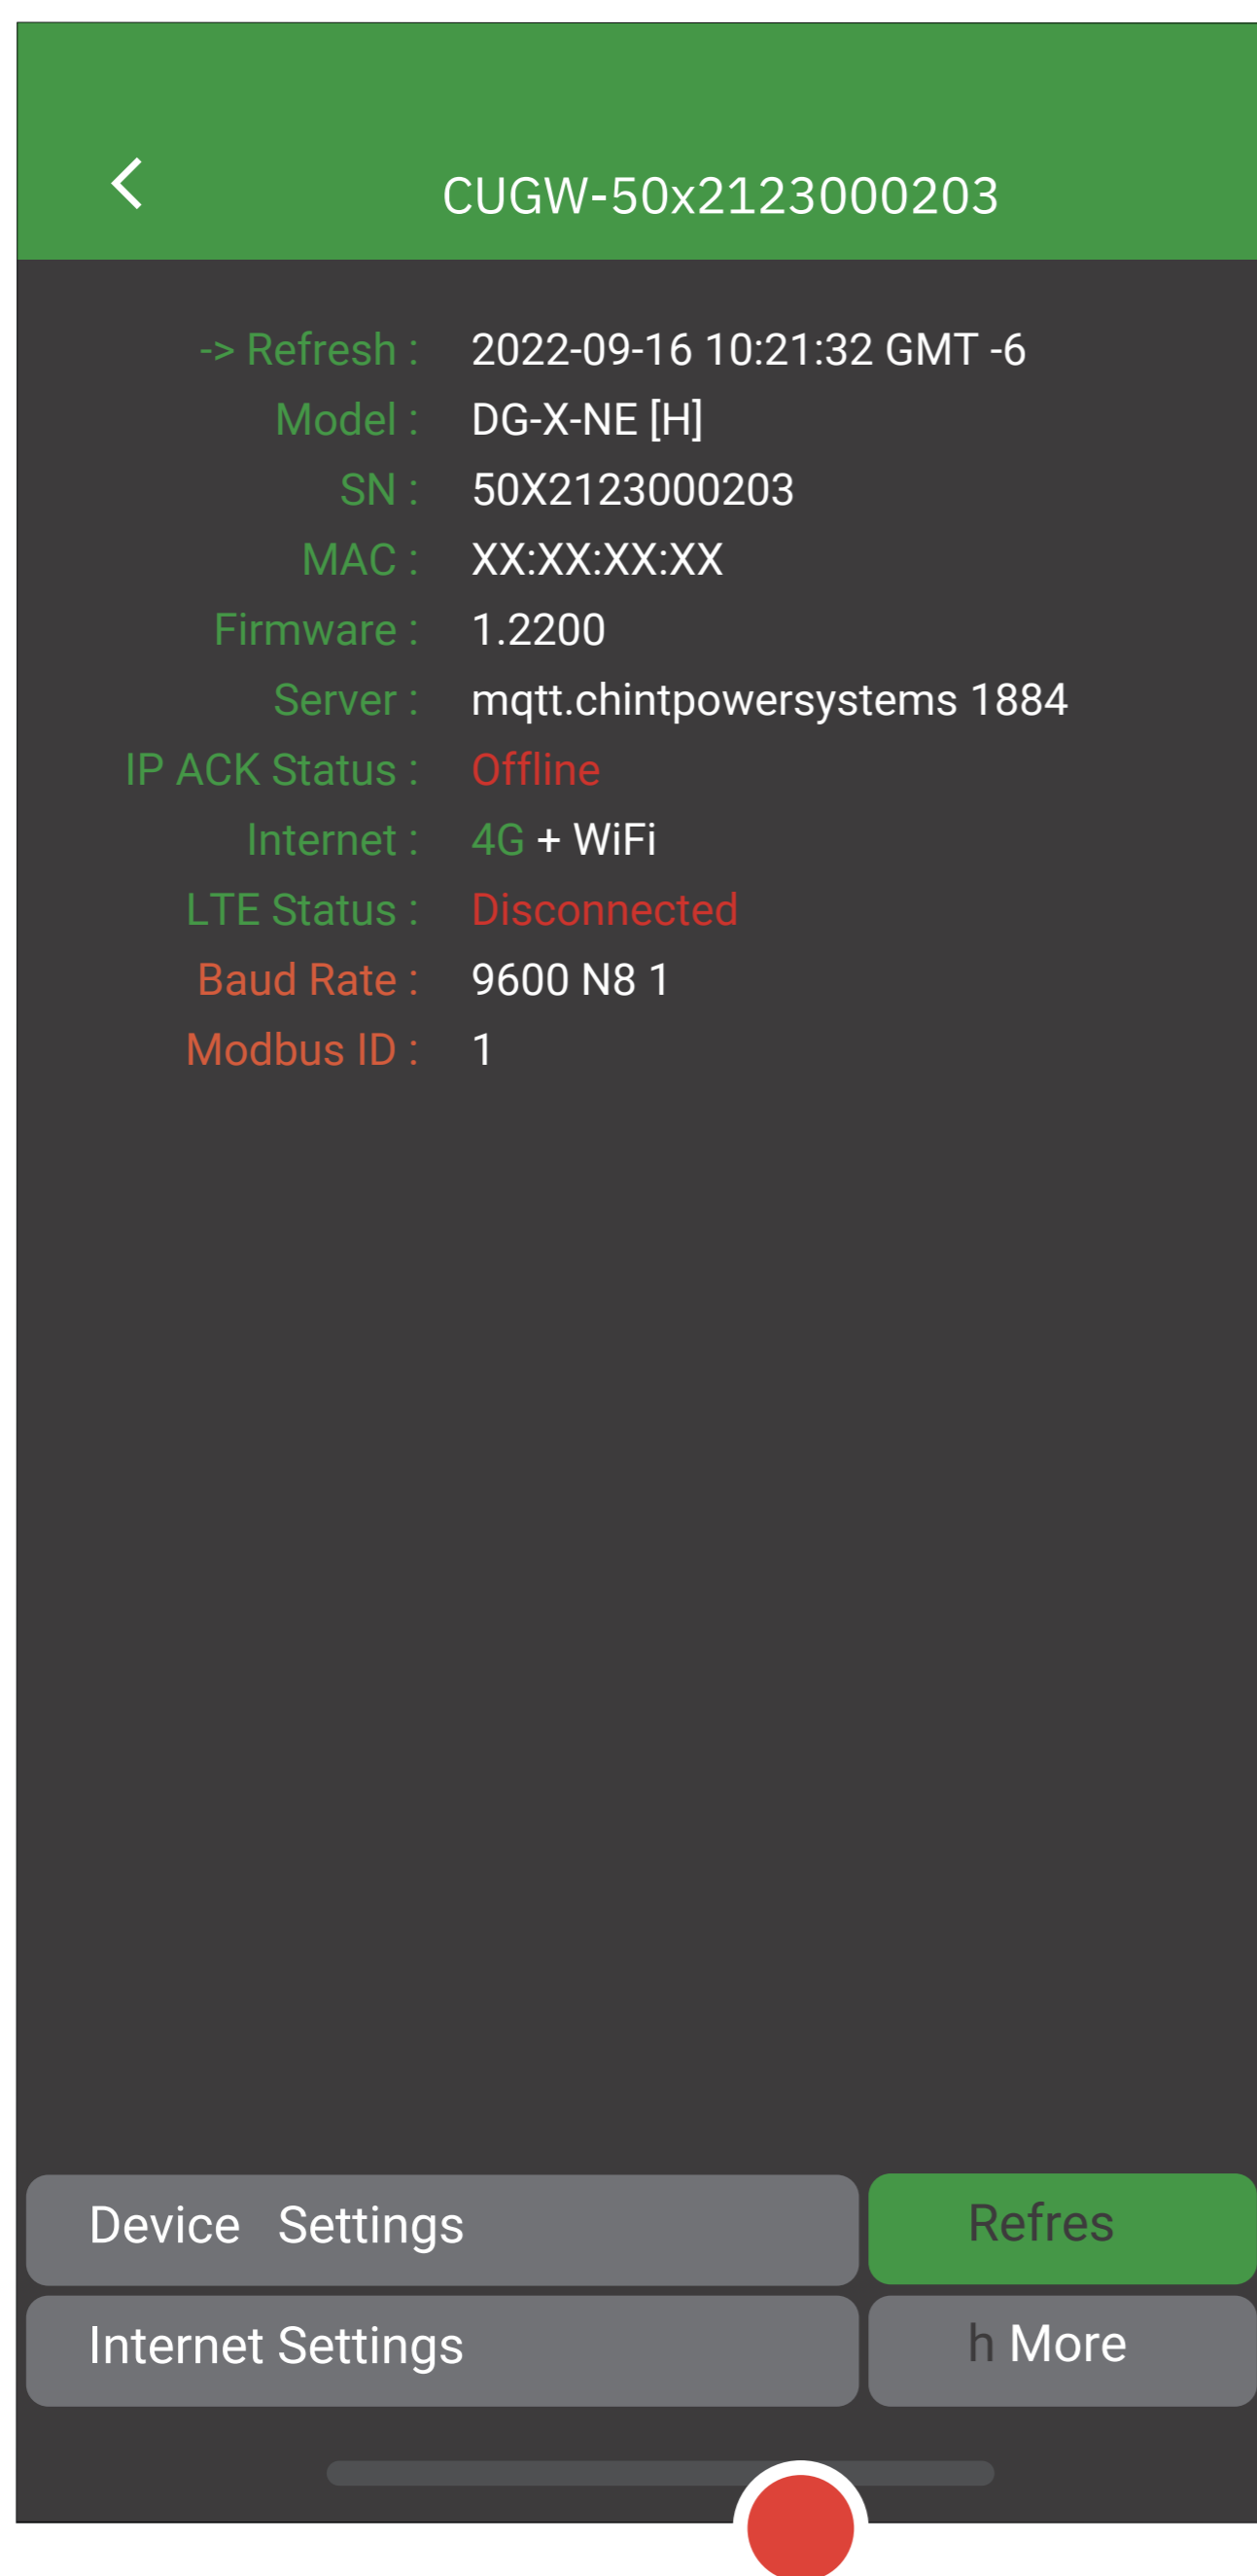 CUGW-50x2123000203
-> Refresh : 2022-09-16 10:21:32 GMT -6
Model : DG-X-NE [H]
SN : 50X2123000203
MAC : XX:XX:XX:XX
Firmware : 1.2200
Server : mqtt.chintpowersystems 1884
IP ACK Status : Offline
Internet : 4G + WiFi
LTE Status : Disconnected
Baud Rate : 9600 N8 1
Modbus ID : 1
Device Settings Refres
Internet Settings h More